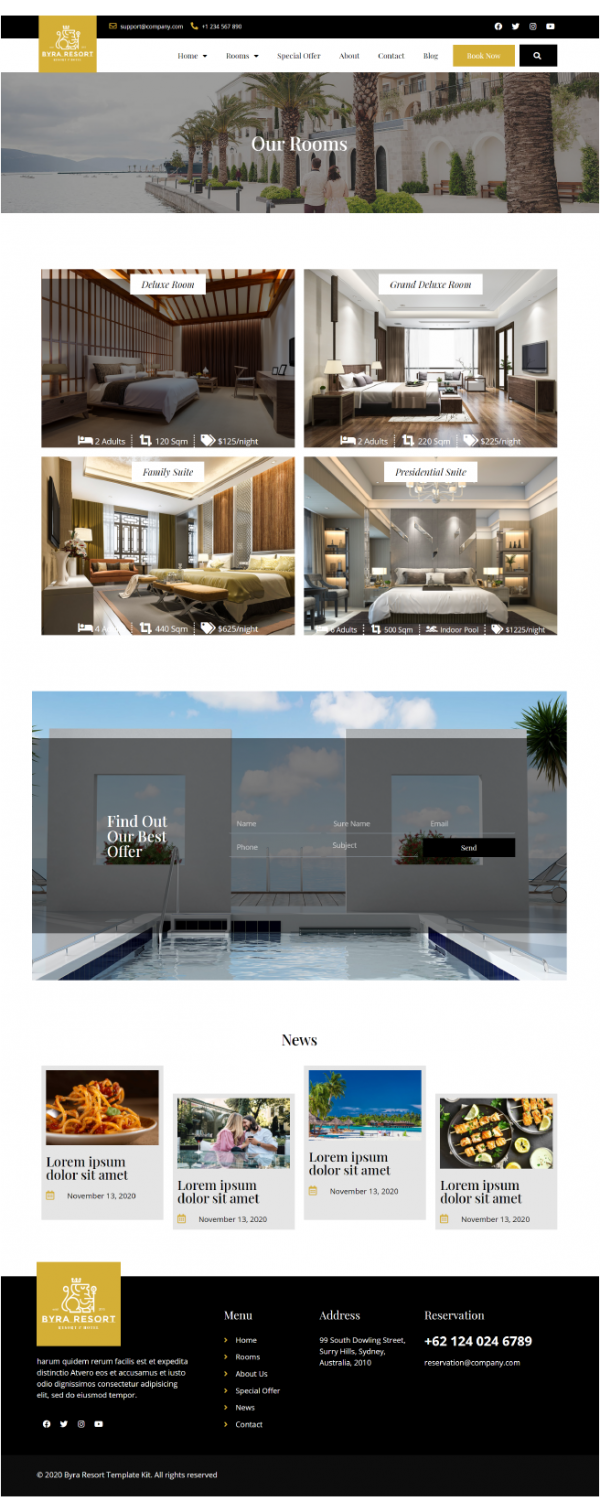 support@company.com +1 234 567 890
BYRA RESORT
Home Rooms Special Offer About Contact Blog Book Now
Our Rooms
Deluxe Room
2 Adults 120 Sqm $125/night
Grand Deluxe Room
2 Adults 220 Sqm $225/night
Family Suite
440 Sqm $625/night
Presidential Suite
Adults 500 Sqm Indoor Pool $1225/night
Find Out
Our Best
Offer
Name Sure Name Email
Phone Subject Send
News
Lorem ipsum
dolor sit amet
November 13, 2020
Lorem ipsum
dolor sit amet
November 13, 2020
Lorem ipsum
dolor sit amet
November 13, 2020
Lorem ipsum
dolor sit amet
November 13, 2020
BYRA RESORT
harum quidem rerum facilis est et expedita
distinctio Atvero eos et accusamus et iusto
odio dignissimos consectetur adipisicing
elit, sed do eiusmod tempor.
Menu
Home
Rooms
About Us
Special Offer
News
Contact
Address
99 South Dowling Street,
Surry Hills, Sydney,
Australia, 2010
Reservation
+62 124 024 6789
reservation@company.com
© 2020 Byra Resort Template Kit. All rights reserved